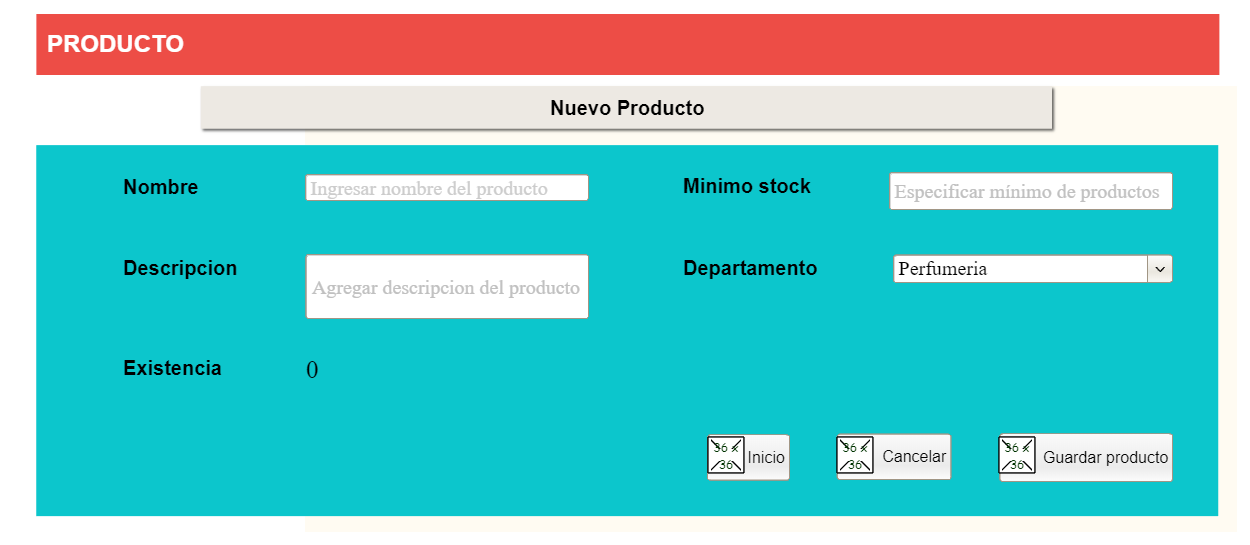 PRODUCTO
Nuevo Producto
Nombre
Ingresar nombre del producto
Minimo stock
Especificar mínimo de productos
Descripcion
Agregar descripcion del producto
Departamento
Perfumeria
Existencia
0
36 x
36
Inicio
36 x
36
Cancelar
36 x
36
Guardar producto